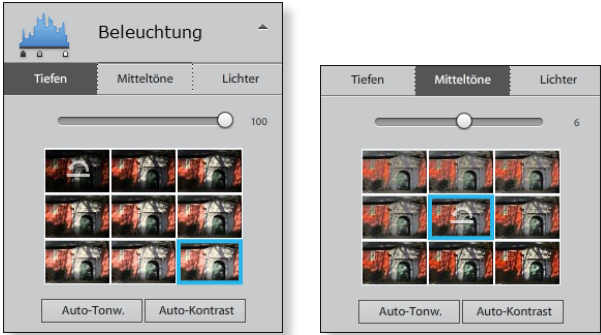 Beleuchtung
Tiefen Mitteltöne Lichter
100
Auto-Tonw. Auto-Kontrast
Tiefen Mitteltöne Lichter
6
Auto-Tonw. Auto-Kontrast